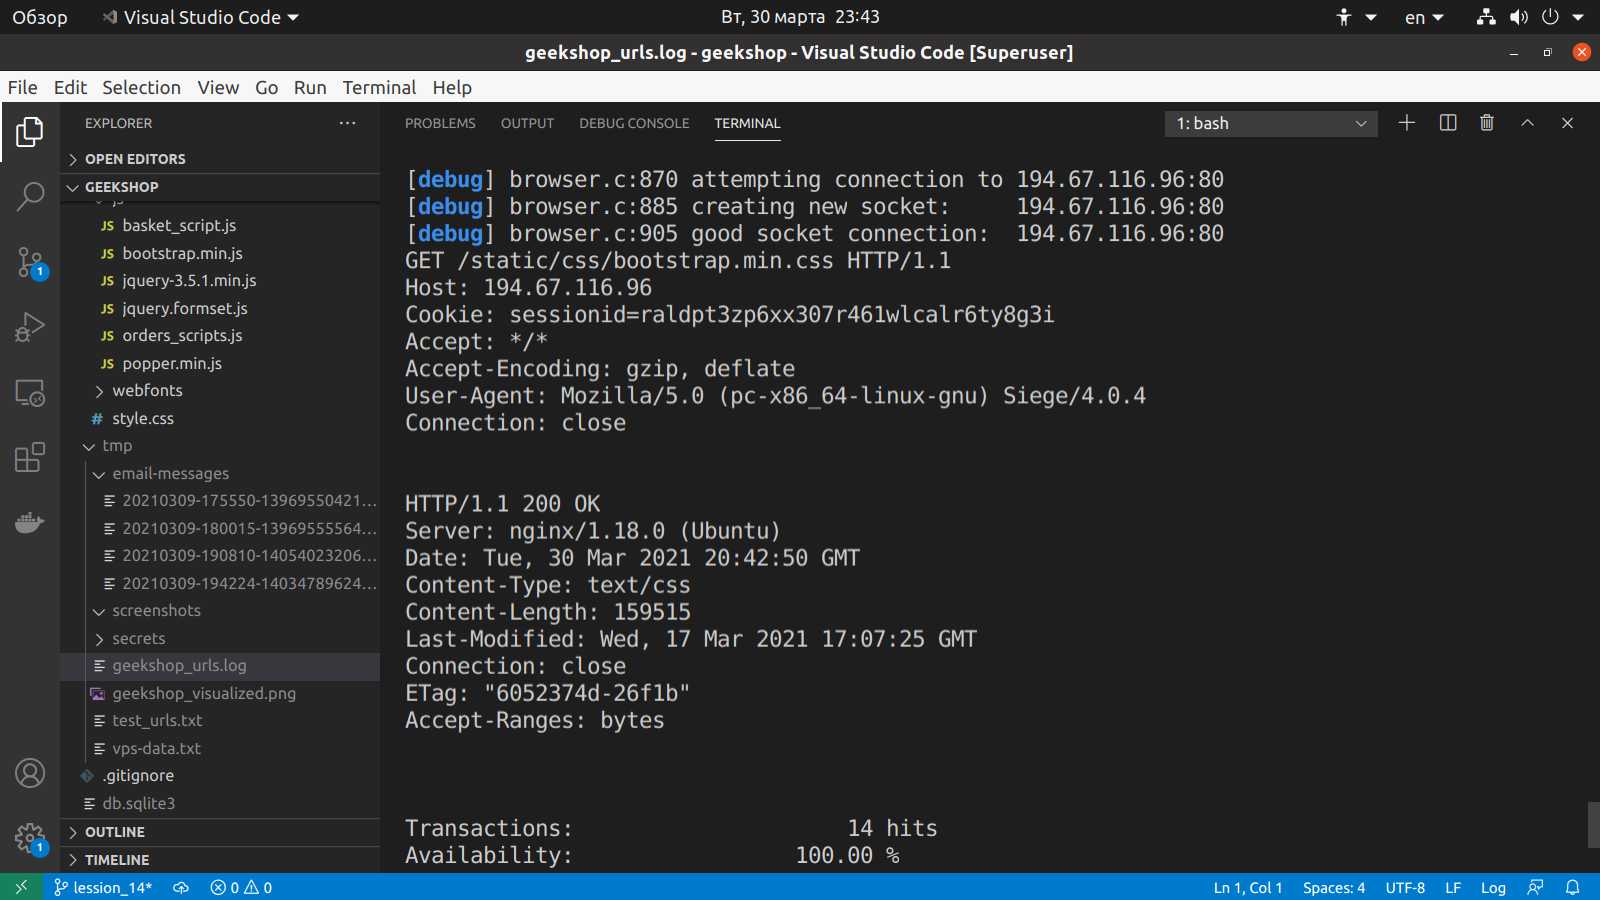 Обзор
Visual Studio Code
Вт, 30 марта 23:43
en
geekshop_urls.log - geekshop - Visual Studio Code [Superuser]
File Edit Selection View Go Run Terminal Help
EXPLORER
OPEN EDITORS
GEEKSHOP
js
JS basket_script.js
JS bootstrap.min.js
JS jquery-3.5.1.min.js
JS jquery.formset.js
JS orders_scripts.js
JS popper.min.js
webfonts
# style.css
tmp
email-messages
20210309-175550-13969550421...
20210309-180015-13969555564...
20210309-190810-14054023206...
20210309-194224-14034789624...
screenshots
secrets
geekshop_urls.log
geekshop_visualized.png
test_urls.txt
vps-data.txt
.gitignore
db.sqlite3
OUTLINE
TIMELINE
1
1
PROBLEMS OUTPUT DEBUG CONSOLE TERMINAL
1: bash
[debug] browser.c:870 attempting connection to 194.67.116.96:80
[debug] browser.c:885 creating new socket: 194.67.116.96:80
[debug] browser.c:905 good socket connection: 194.67.116.96:80
GET /static/css/bootstrap.min.css HTTP/1.1
Host: 194.67.116.96
Cookie: sessionid=raldpt3zp6xx307r461wlcalr6ty8g3i
Accept: */*
Accept-Encoding: gzip, deflate
User-Agent: Mozilla/5.0 (pc-x86_64-linux-gnu) Siege/4.0.4
Connection: close
HTTP/1.1 200 OK
Server: nginx/1.18.0 (Ubuntu)
Date: Tue, 30 Mar 2021 20:42:50 GMT
Content-Type: text/css
Content-Length: 159515
Last-Modified: Wed, 17 Mar 2021 17:07:25 GMT
Connection: close
ETag: "6052374d-26f1b"
Accept-Ranges: bytes
Transactions: 14 hits
Availability: 100.00 %
lession_14* 0 0
Ln 1, Col 1 Spaces: 4 UTF-8 LF Log